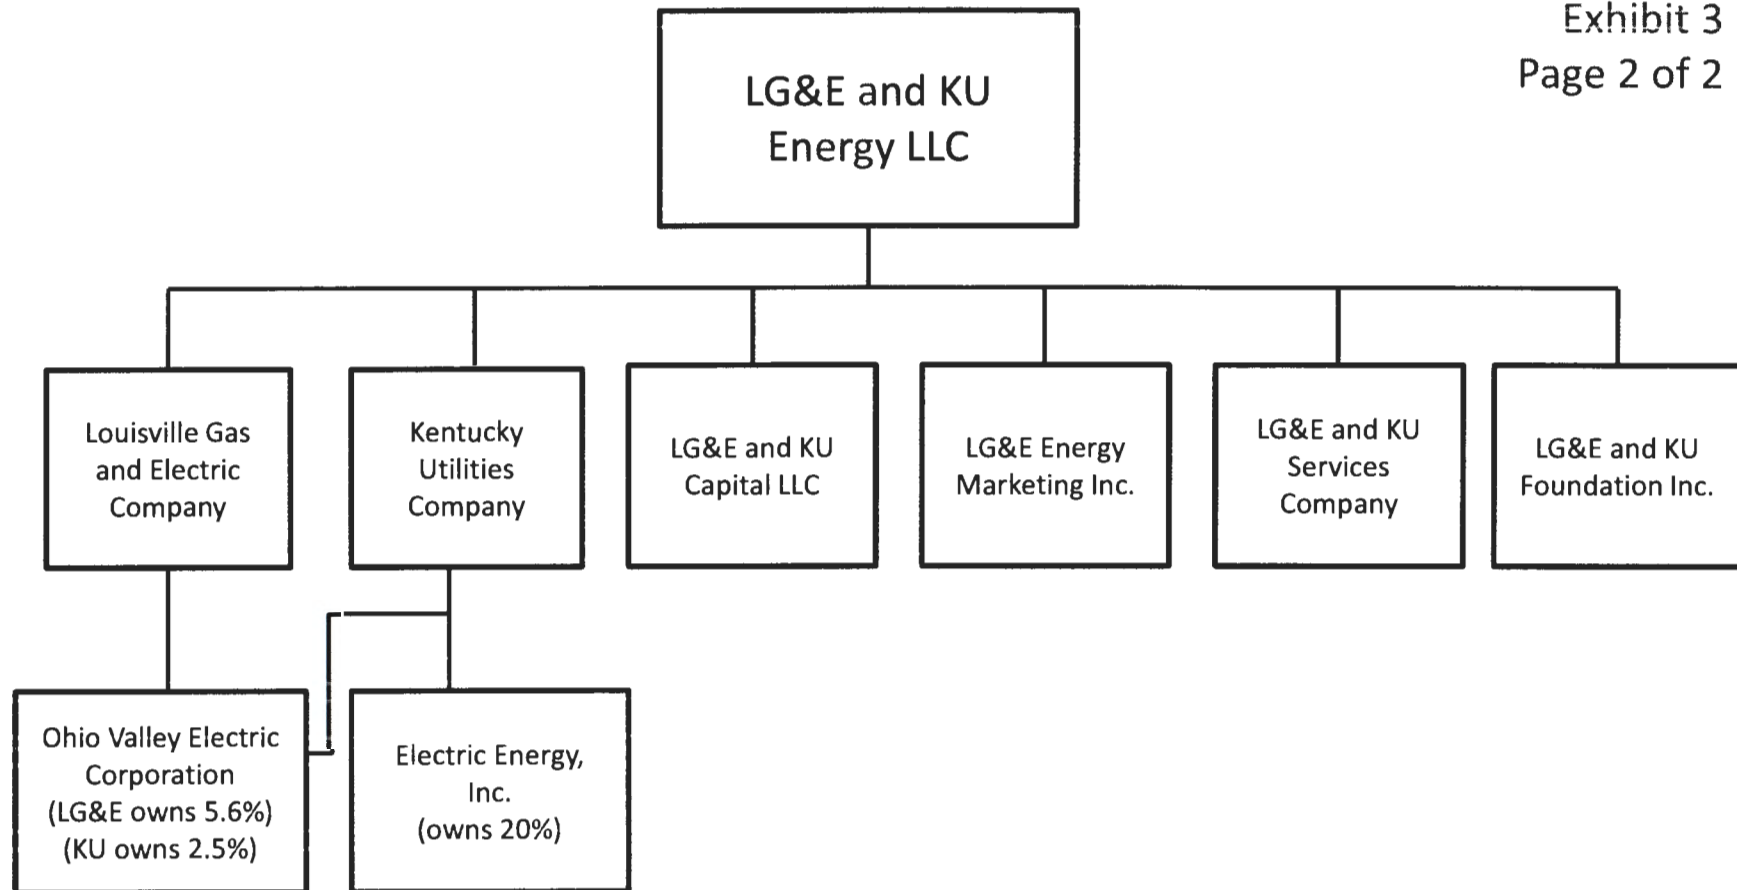 Exhibit 3
Page 2 of 2
LG&E and KU
Energy LLC
Louisville Gas
and Electric
Company
Kentucky
Utilities
Company
LG&E and KU
Capital LLC
LG&E Energy
Marketing Inc.
LG&E and KU
Services
Company
LG&E and KU
Foundation Inc.
Ohio Valley Electric
Corporation
(LG&E owns 5.6%)
(KU owns 2.5%)
Electric Energy,
Inc.
(owns 20%)